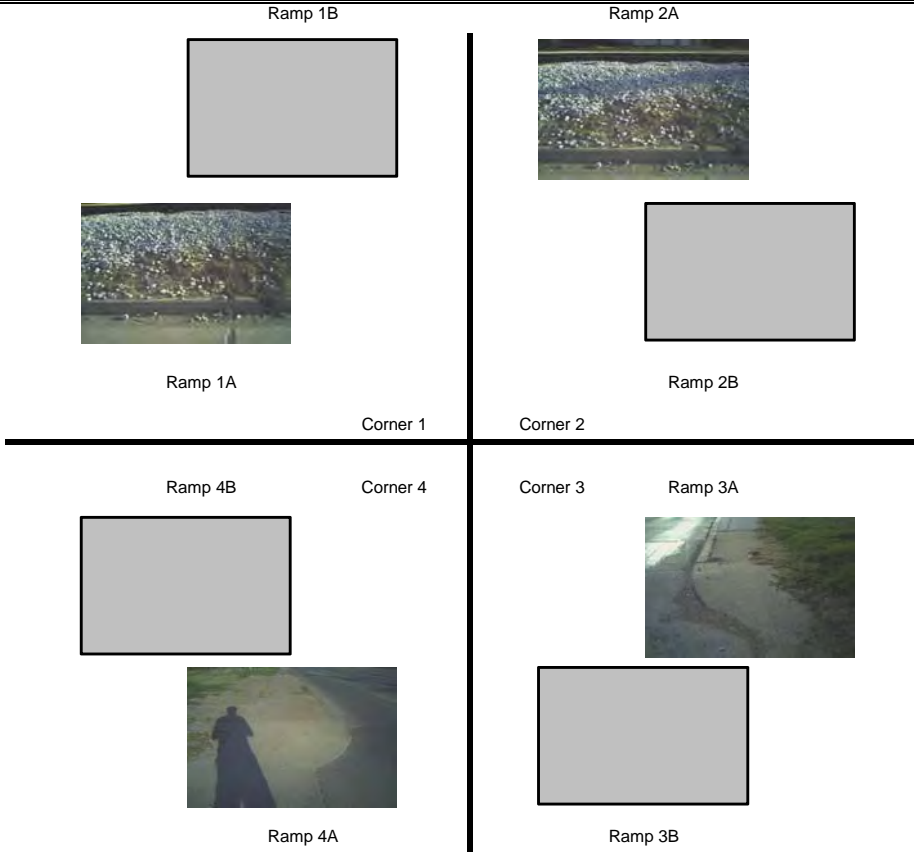 Ramp 1B Ramp 2A
Ramp 1A Ramp 2B
Corner 1 Corner 2
Ramp 4B Corner 4 Corner 3 Ramp 3A
Ramp 4A Ramp 3B